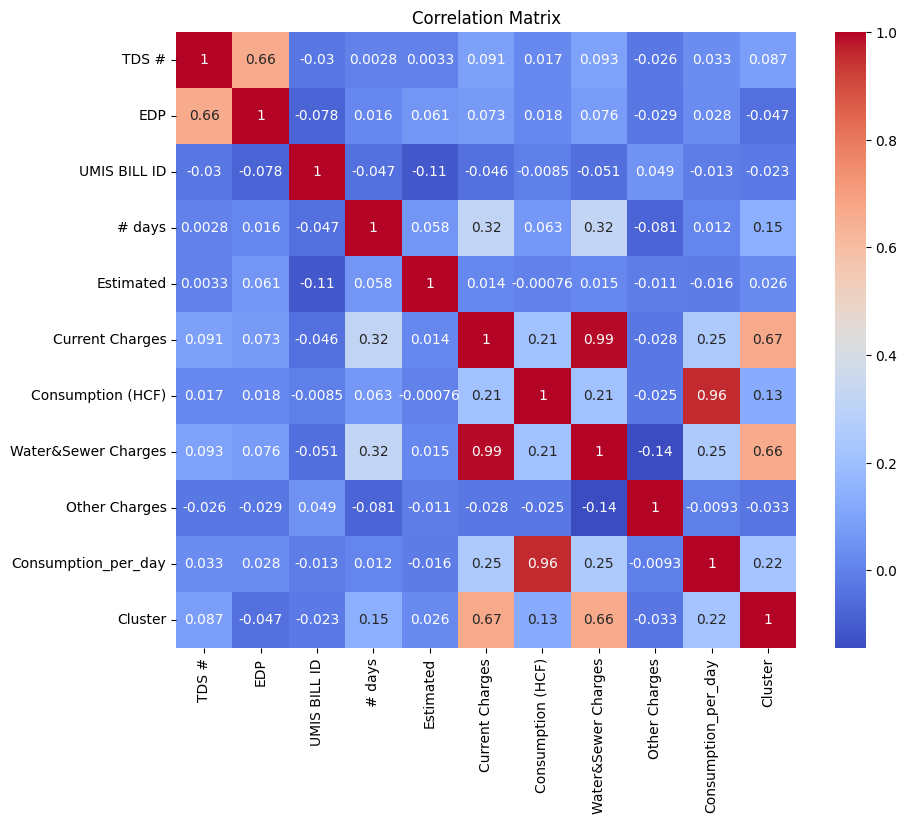 Correlation Matrix
TDS # 1 0.66 -0.03 0.0028 0.0033 0.091 0.017 0.093 -0.026 0.033 0.087
EDP 0.66 1 -0.078 0.016 0.061 0.073 0.018 0.076 -0.029 0.028 -0.047
UMIS BILL ID -0.03 -0.078 1 -0.047 -0.11 -0.046 -0.0085 -0.051 0.049 -0.013 -0.023
# days 0.0028 0.016 -0.047 1 0.058 0.32 0.063 0.32 -0.081 0.012 0.15
Estimated 0.0033 0.061 -0.11 0.058 1 0.014 -0.00076 0.015 -0.011 -0.016 0.026
Current Charges 0.091 0.073 -0.046 0.32 0.014 1 0.21 0.99 -0.028 0.25 0.67
Consumption (HCF) 0.017 0.018 -0.0085 0.063 -0.00076 0.21 1 0.21 -0.025 0.96 0.13
Water&Sewer Charges 0.093 0.076 -0.051 0.32 0.015 0.99 0.21 1 -0.14 0.25 0.66
Other Charges -0.026 -0.029 0.049 -0.081 -0.011 -0.028 -0.025 -0.14 1 -0.0093 -0.033
Consumption_per_day 0.033 0.028 -0.013 0.012 -0.016 0.25 0.96 0.25 -0.0093 1 0.22
Cluster 0.087 -0.047 -0.023 0.15 0.026 0.67 0.13 0.66 -0.033 0.22 1
TDS #
EDP
UMIS BILL ID
# days
Estimated
Current Charges
Consumption (HCF)
Water&Sewer Charges
Other Charges
Consumption_per_day
Cluster
1.0
0.8
0.6
0.4
0.2
0.0